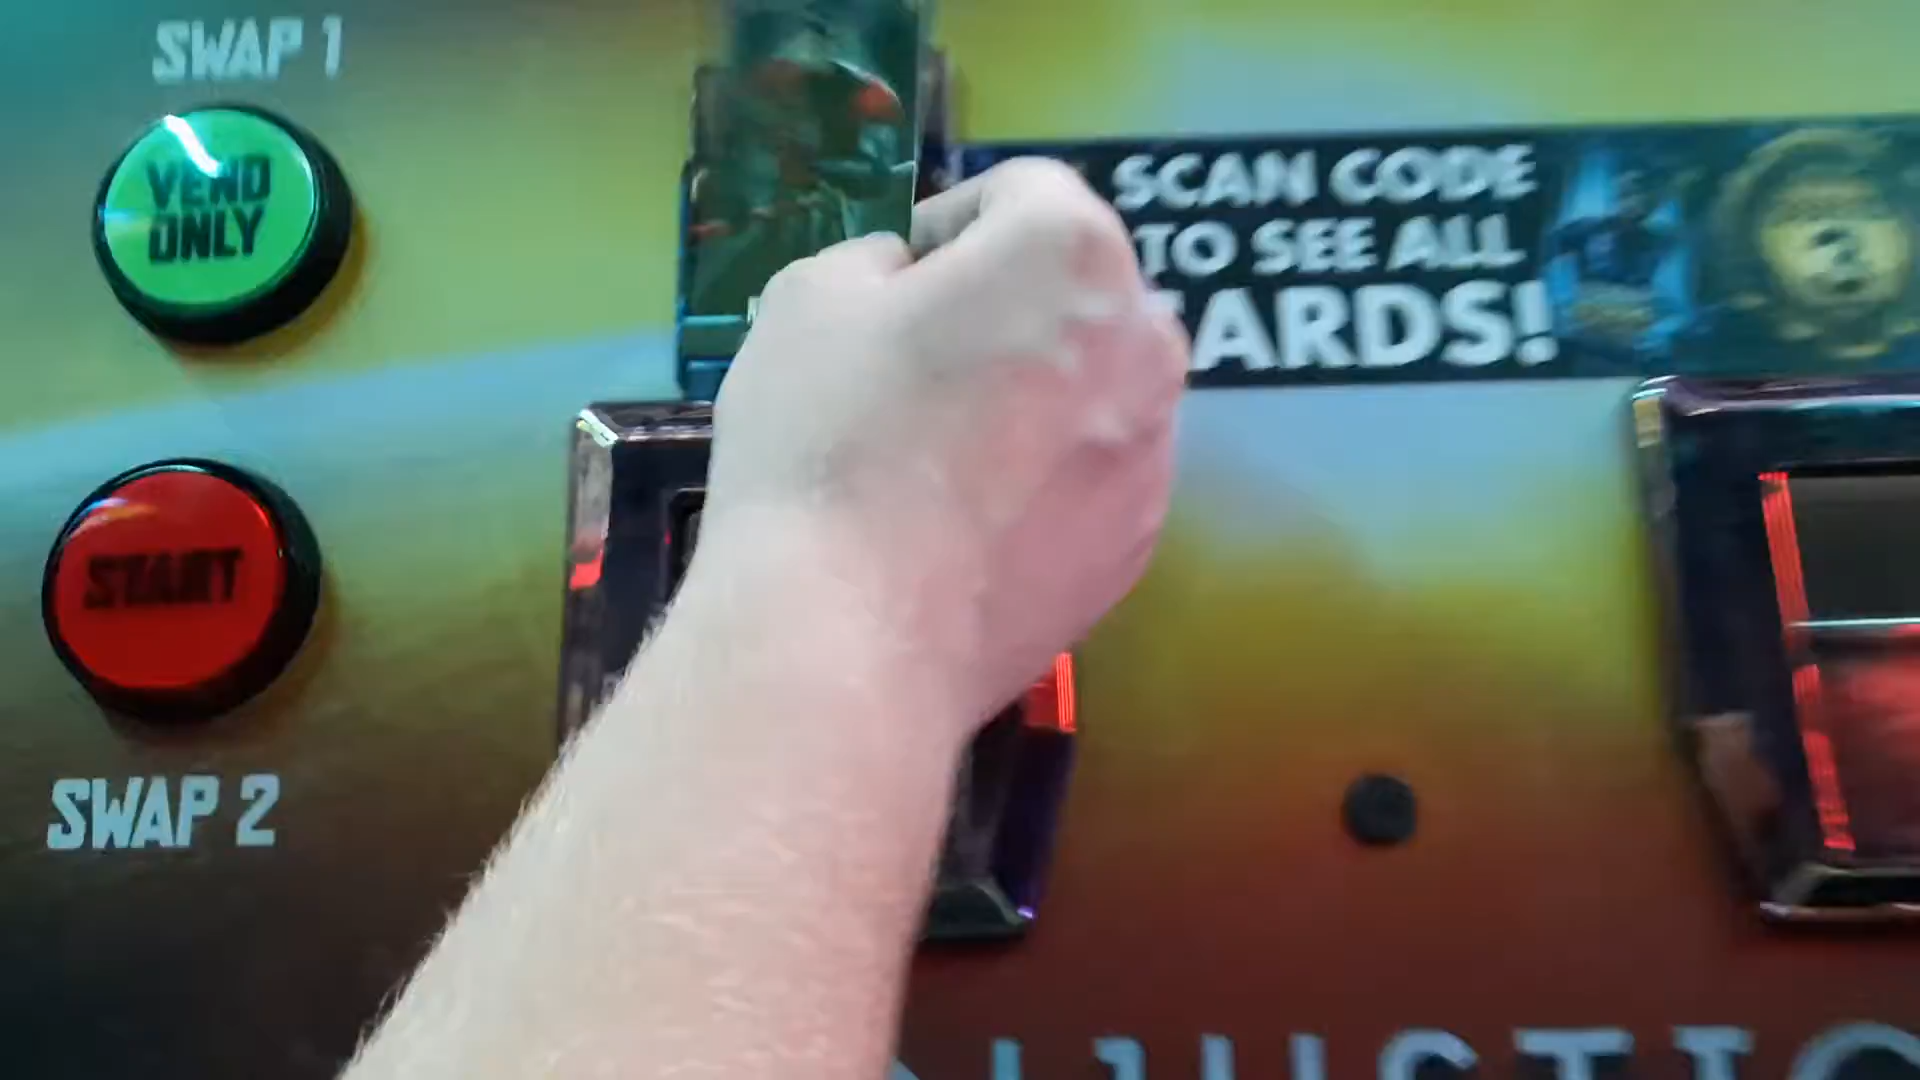 SWAP 1
VEND
ONLY
SCAN CODE
TO SEE ALL
ARDS!
START
SWAP 2